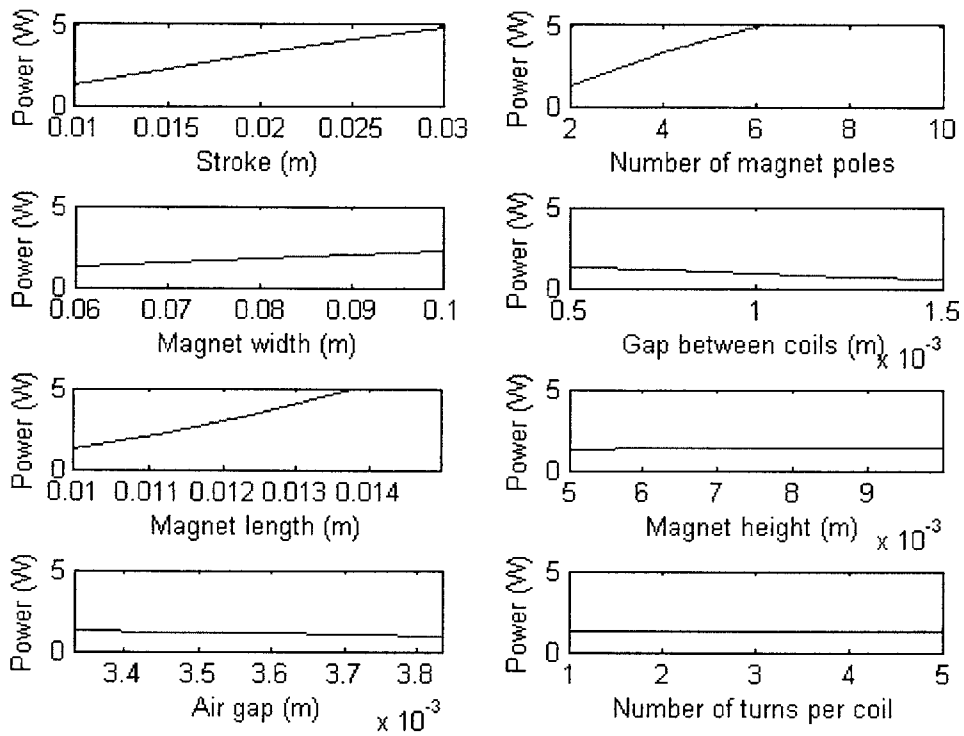 Power (W)
5
0
0.01 0.015 0.02 0.025 0.03
Stroke (m)
Power (W)
5
0
2 4 6 8 10
Number of magnet poles
Power (W)
5
0
0.06 0.07 0.08 0.09 0.1
Magnet width (m)
Power (W)
5
0
0.5 1 1.5
Gap between coils (m)
x 10-3
Power (W)
5
0
0.01 0.011 0.012 0.013 0.014
Magnet length (m)
Power (W)
5
0
5 6 7 8 9
Magnet height (m)
x 10-3
Power (W)
5
0
3.4 3.5 3.6 3.7 3.8
Air gap (m)
x 10-3
Power (W)
5
0
1 2 3 4 5
Number of turns per coil